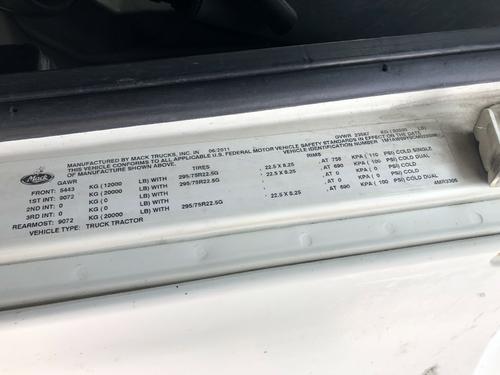 MANUFACTURED BY MACK TRUCKS, INC. IN 06/2011 GVWR 23587 KG (52000 LB)
THIS VEHICLE CONFORMS TO ALL APPLICABLE U.S. FEDERAL MOTOR VEHICLE SAFETY STANDARDS IN EFFECT ON THE DATE
OF MANUFACTURE SHOWN ABOVE. VEHICLE IDENTIFICATION NUMBER
Mack
GAWR TIRES RIMS
FRONT: 5443 KG (12000 LB) WITH 295/75R22.5G 22.5 X 8.25 , AT 758 KPA ( 110 PSI) COLD SINGLE
1ST INT: 9072 KG (20000 LB) WITH 295/75R22.5G 22.5 X 8.25 , AT 690 KPA ( 100 PSI) COLD DUAL
2ND INT: 0 KG (0 LB) WITH , AT 0 KPA ( PSI) COLD
3RD INT: 0 KG (0 LB) WITH , AT 0 KPA ( PSI) COLD
REARMOST: 9072 KG (20000 LB) WITH 295/75R22.5G 22.5 X 8.25 , AT 690 KPA ( 100 PSI) COLD DUAL
VEHICLE TYPE: TRUCK TRACTOR 4MR3306